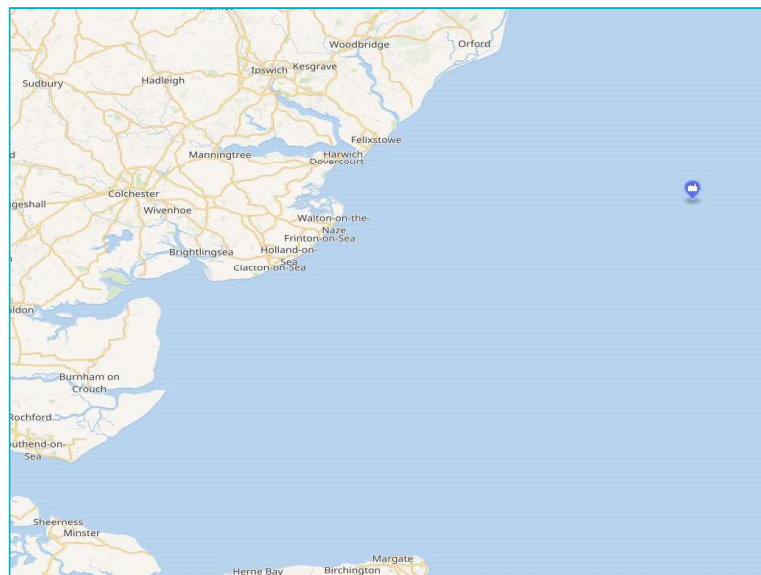 Woodbridge
Orford
Ipswich
Kesgrave
Sudbury
Hadleigh
Felixstowe
Manningtree
Harwich
Dovercourt
Colchester
geshall
Wivenhoe
Walton-on-the-
Naze
Frinton-on-Sea
Brightlingsea
Holland-on-
Sea
Clacton-on-Sea
ldon
Burnham on
Crouch
Rochford
outhend-on-
Sea
Sheerness
Minster
Margate
Herne Bay
Birchington